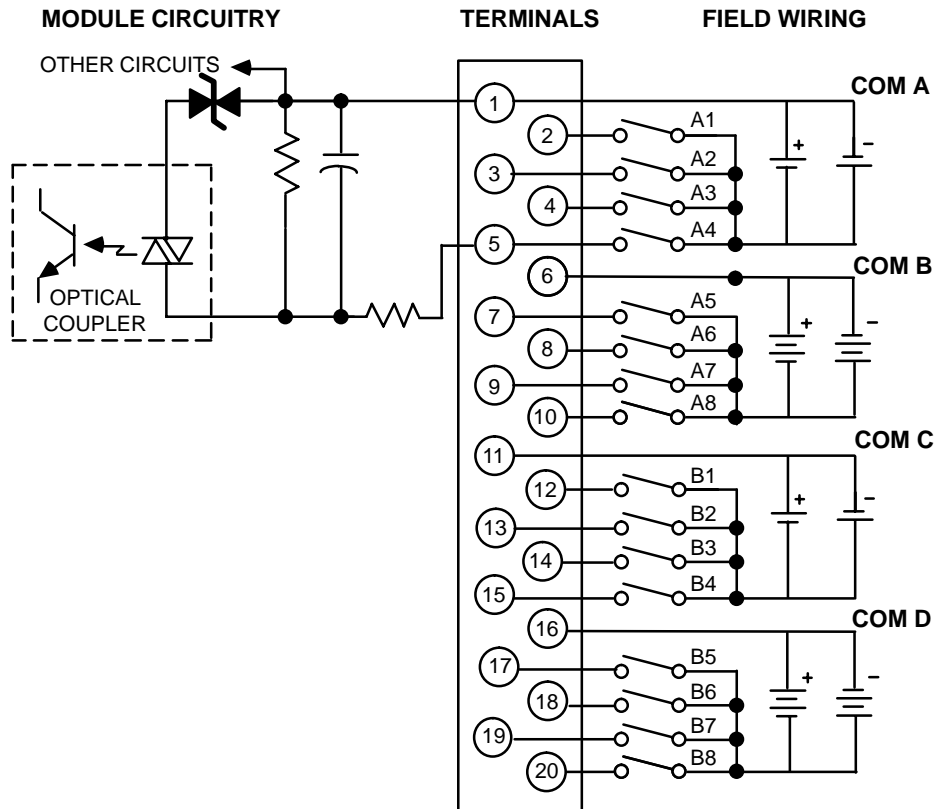 MODULE CIRCUITRY
TERMINALS
FIELD WIRING
OTHER CIRCUITS
OPTICAL
COUPLER
1
2
3
4
5
6
7
8
9
10
11
12
13
14
15
16
17
18
19
20
COM A
A1
A2
A3
A4
+
−
COM B
A5
A6
A7
A8
+
−
COM C
B1
B2
B3
B4
+
−
COM D
B5
B6
B7
B8
+
−